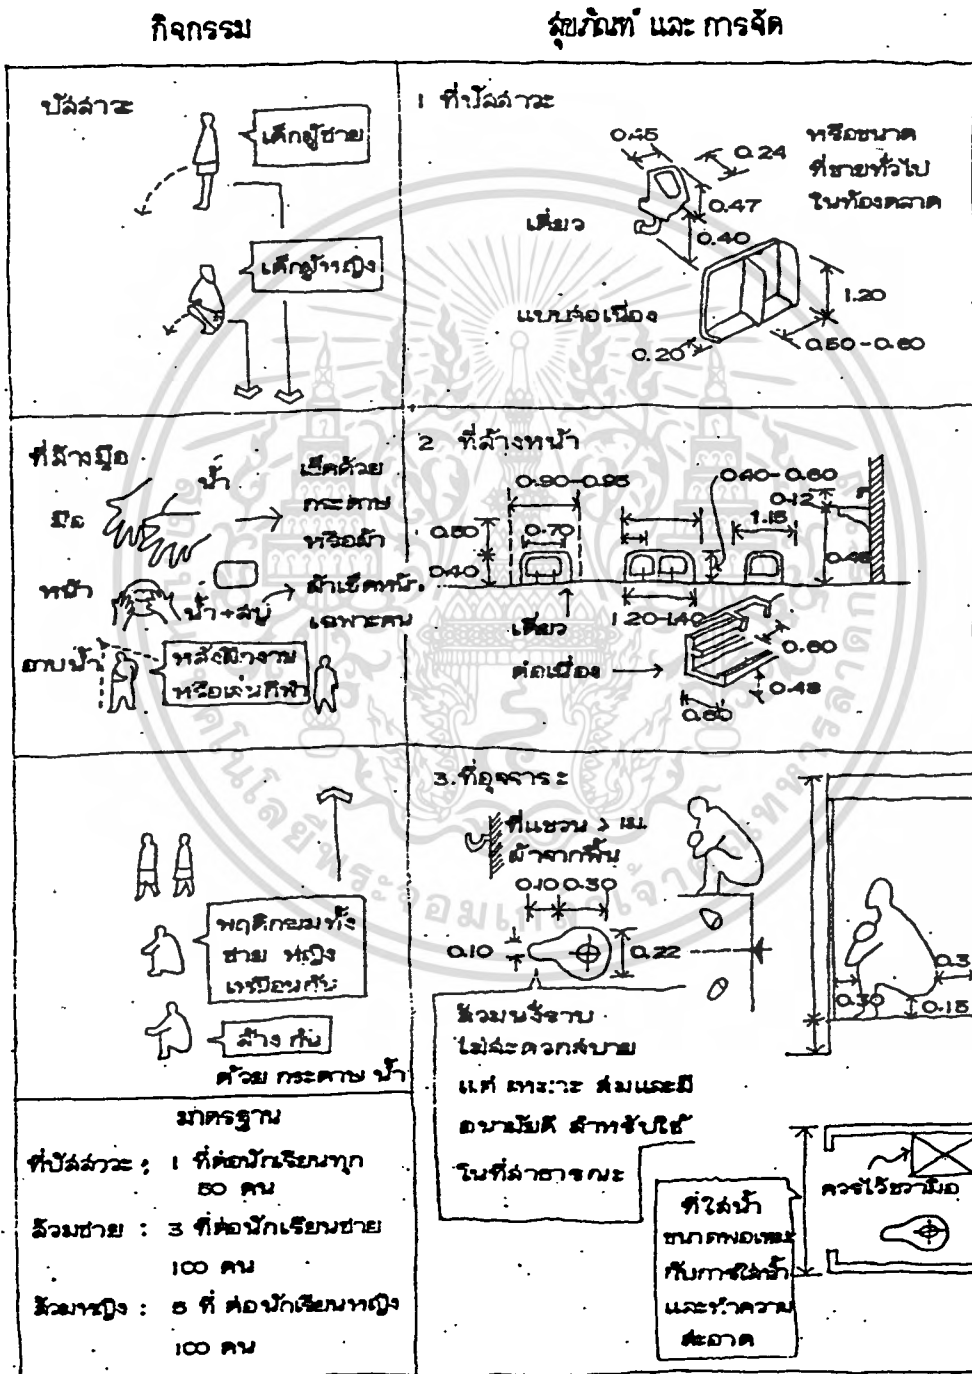 กิจกรรม
สุขภัณฑ์ และ การจัด
ปัสสาวะ
เด็กผู้ชาย
เด็กผู้หญิง
1 ที่ปัสสาวะ
0.45
0.24
0.47
0.40
เดี่ยว
หรือขนาด
ที่ขายทั่วไป
ในท้องตลาด
แบบต่อเนื่อง
1.20
0.20
0.50-0.60
ที่ล้างมือ
มือ
น้ำ
เช็ดด้วย
กระดาษ
หรือผ้า
หน้า
น้ำ+สบู่
ผ้าเช็ดหน้า
เฉพาะคน
อาบน้ำ
หลังฝึกงาน
หรือเล่นกีฬา
2 ที่ล้างหน้า
0.90-0.95
0.40-0.60
0.12
0.50
0.70
1.15
0.40
0.45
เดี่ยว
1.20-1.40
ต่อเนื่อง
0.60
0.45
0.60
พฤติกรรมทั้ง
ชาย หญิง
เหมือนกัน
ล้าง ก้น
ด้วย กระดาษ น้ำ
3. ที่อุจจาระ
ที่แขวน
ผ้าจากพื้น
0.10 0.30
0.10
0.22
0.30
0.3
0.15
ส้วมนั่งราบ
ไม่สะดวกสบาย
แต่ เหมาะ สมและมี
อนามัยดี สำหรับใช้
ในที่สาธารณะ
ที่ใส่น้ำ
ขนาดพอเหมาะ
กับการใส่น้ำ
และทำความ
สะอาด
ควรไว้ขวามือ
มาตรฐาน
ที่ปัสสาวะ : 1 ที่ต่อนักเรียนทุก
50 คน
ส้วมชาย : 3 ที่ต่อนักเรียนชาย
100 คน
ส้วมหญิง : 5 ที่ ต่อนักเรียนหญิง
100 คน